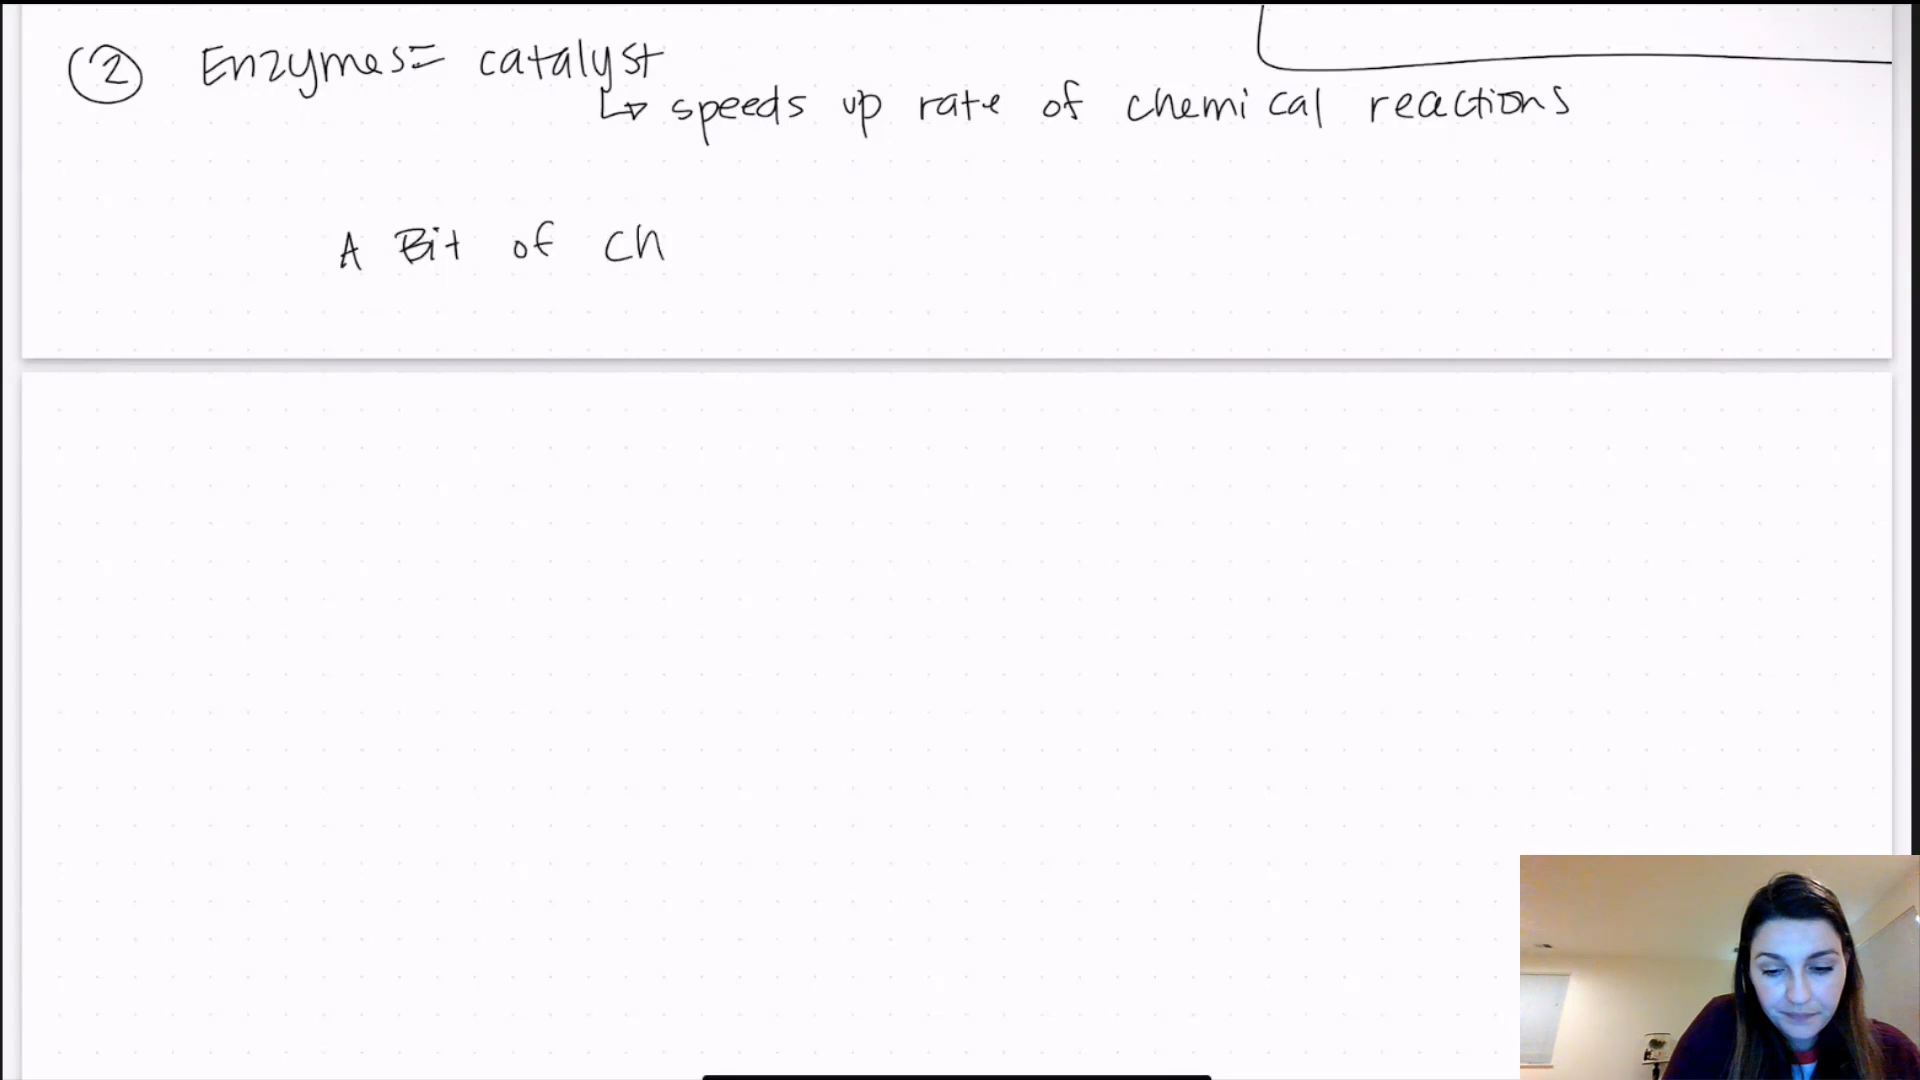 ② Enzymes = catalyst
↳ speeds up rate of chemical reactions
A Bit of Ch